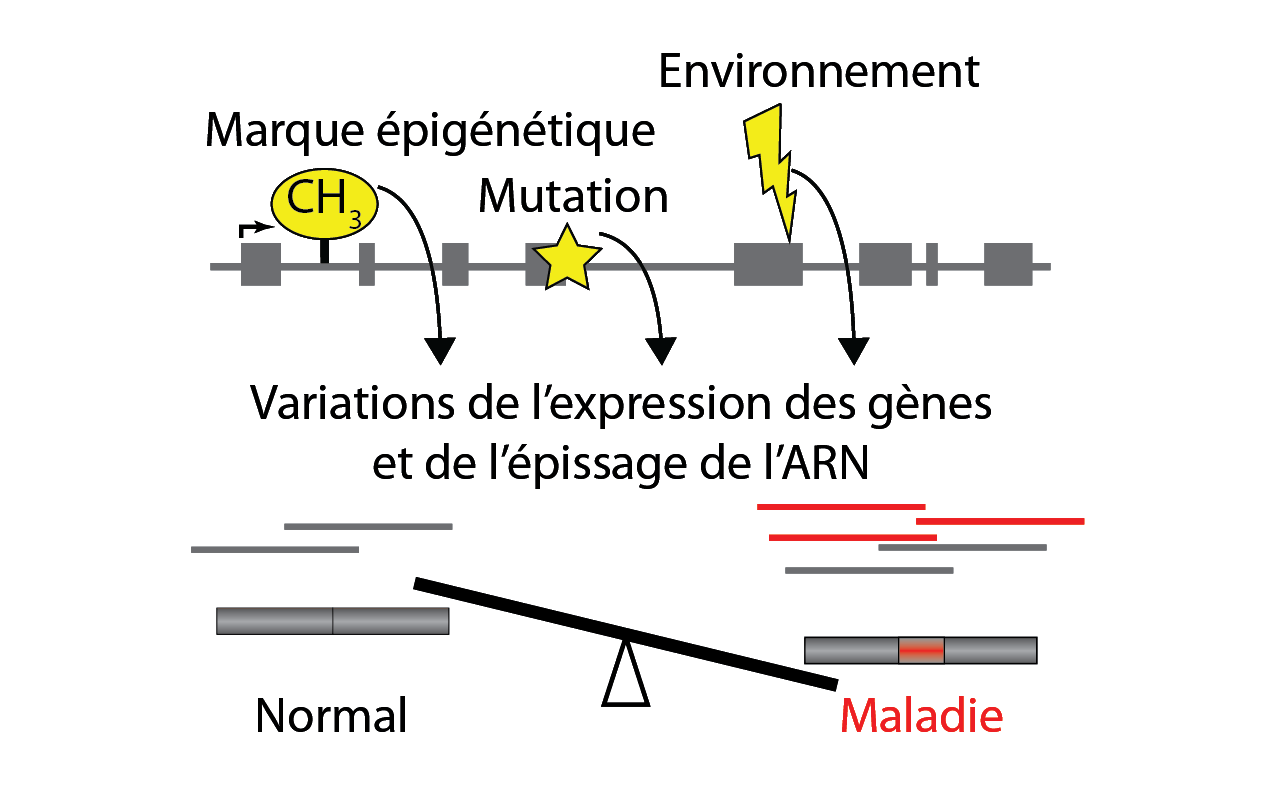 Environnement
Marque épigénétique
CH₃
Mutation
Variations de l’expression des gènes
et de l’épissage de l’ARN
Normal
Maladie